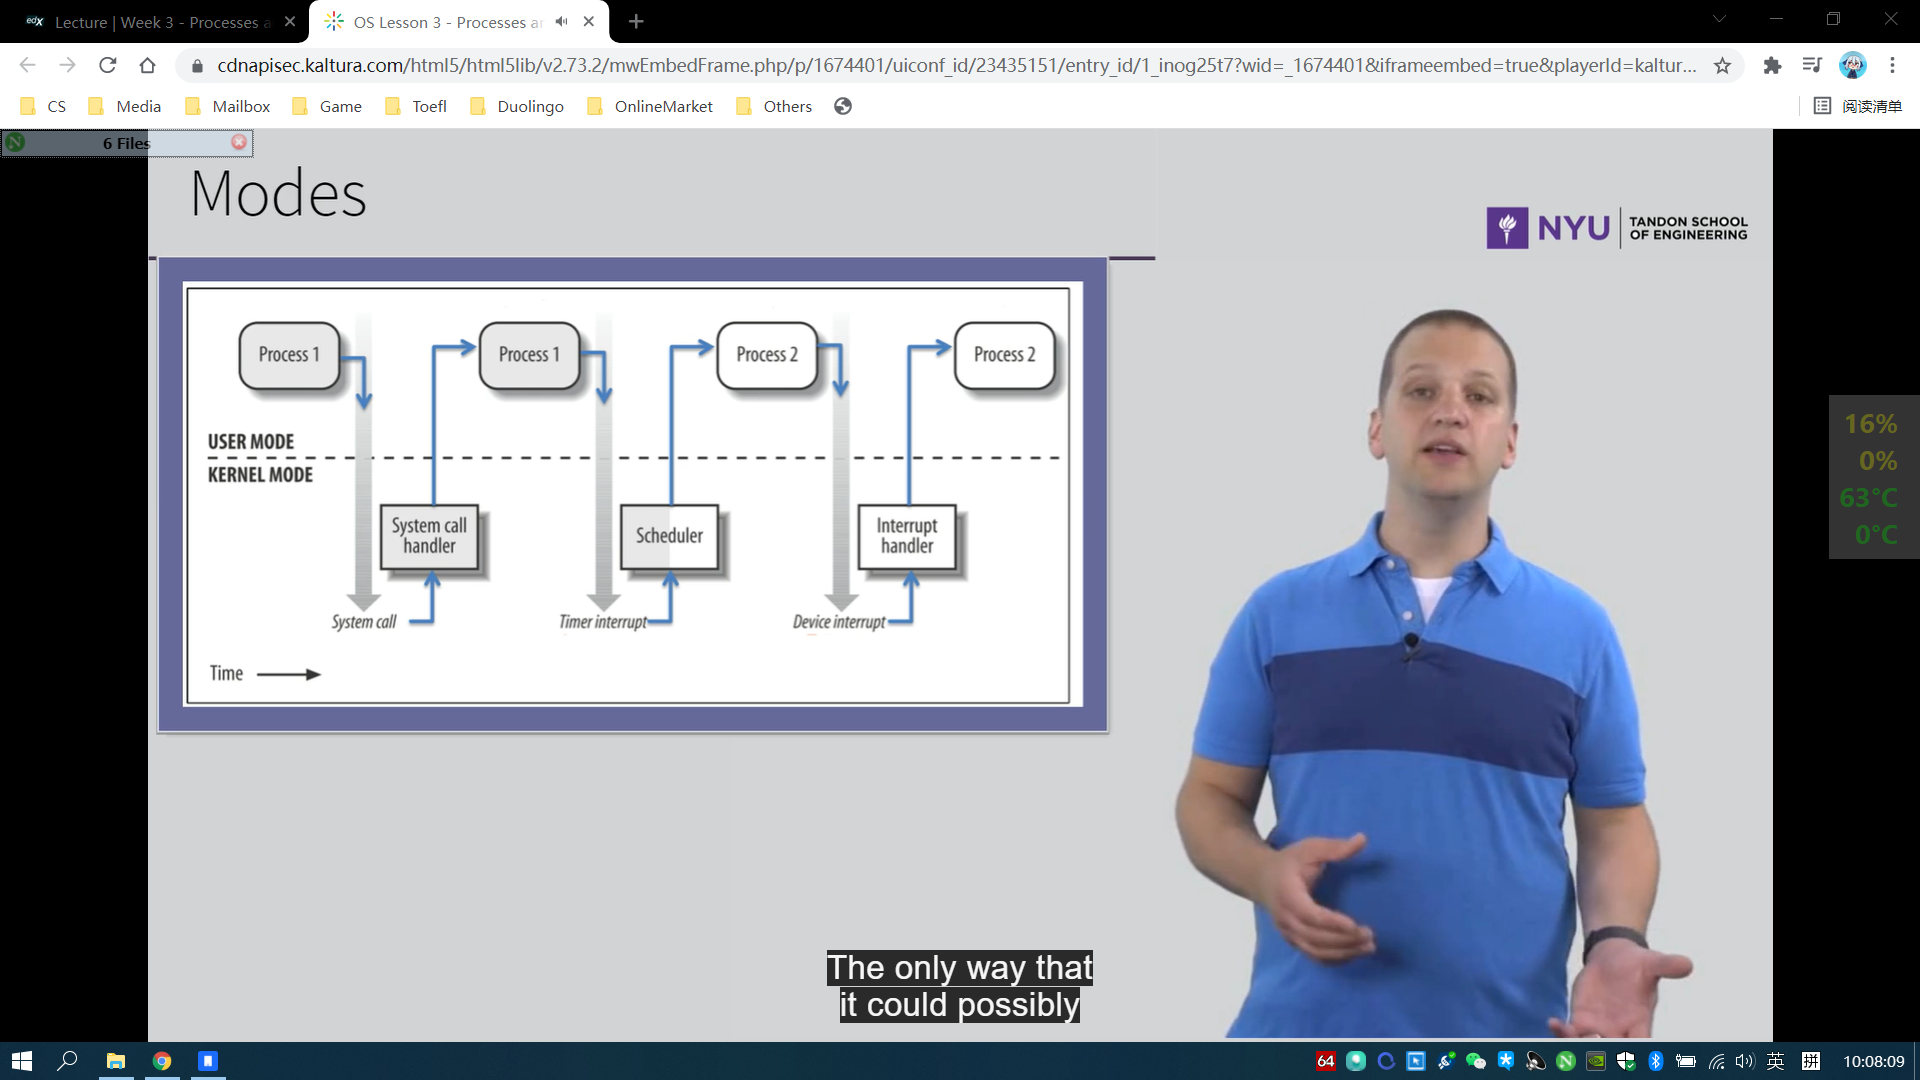 edX Lecture | Week 3 - Processes a
OS Lesson 3 - Processes ar
cdnapisec.kaltura.com/html5/html5lib/v2.73.2/mwEmbedFrame.php/p/1674401/uiconf_id/23435151/entry_id/1_inog25t7?wid=_1674401&iframeembed=true&playerId=kaltur...
CS Media Mailbox Game Toefl Duolingo OnlineMarket Others 阅读清单
N 6 Files
Modes
NYU TANDON SCHOOL
OF ENGINEERING
Process 1 Process 1 Process 2 Process 2
USER MODE
KERNEL MODE
System call
handler
Scheduler
Interrupt
handler
System call Timer interrupt Device interrupt
Time
16%
0%
63°C
0°C
The only way that
it could possibly
64 N 英 拼 10:08:09